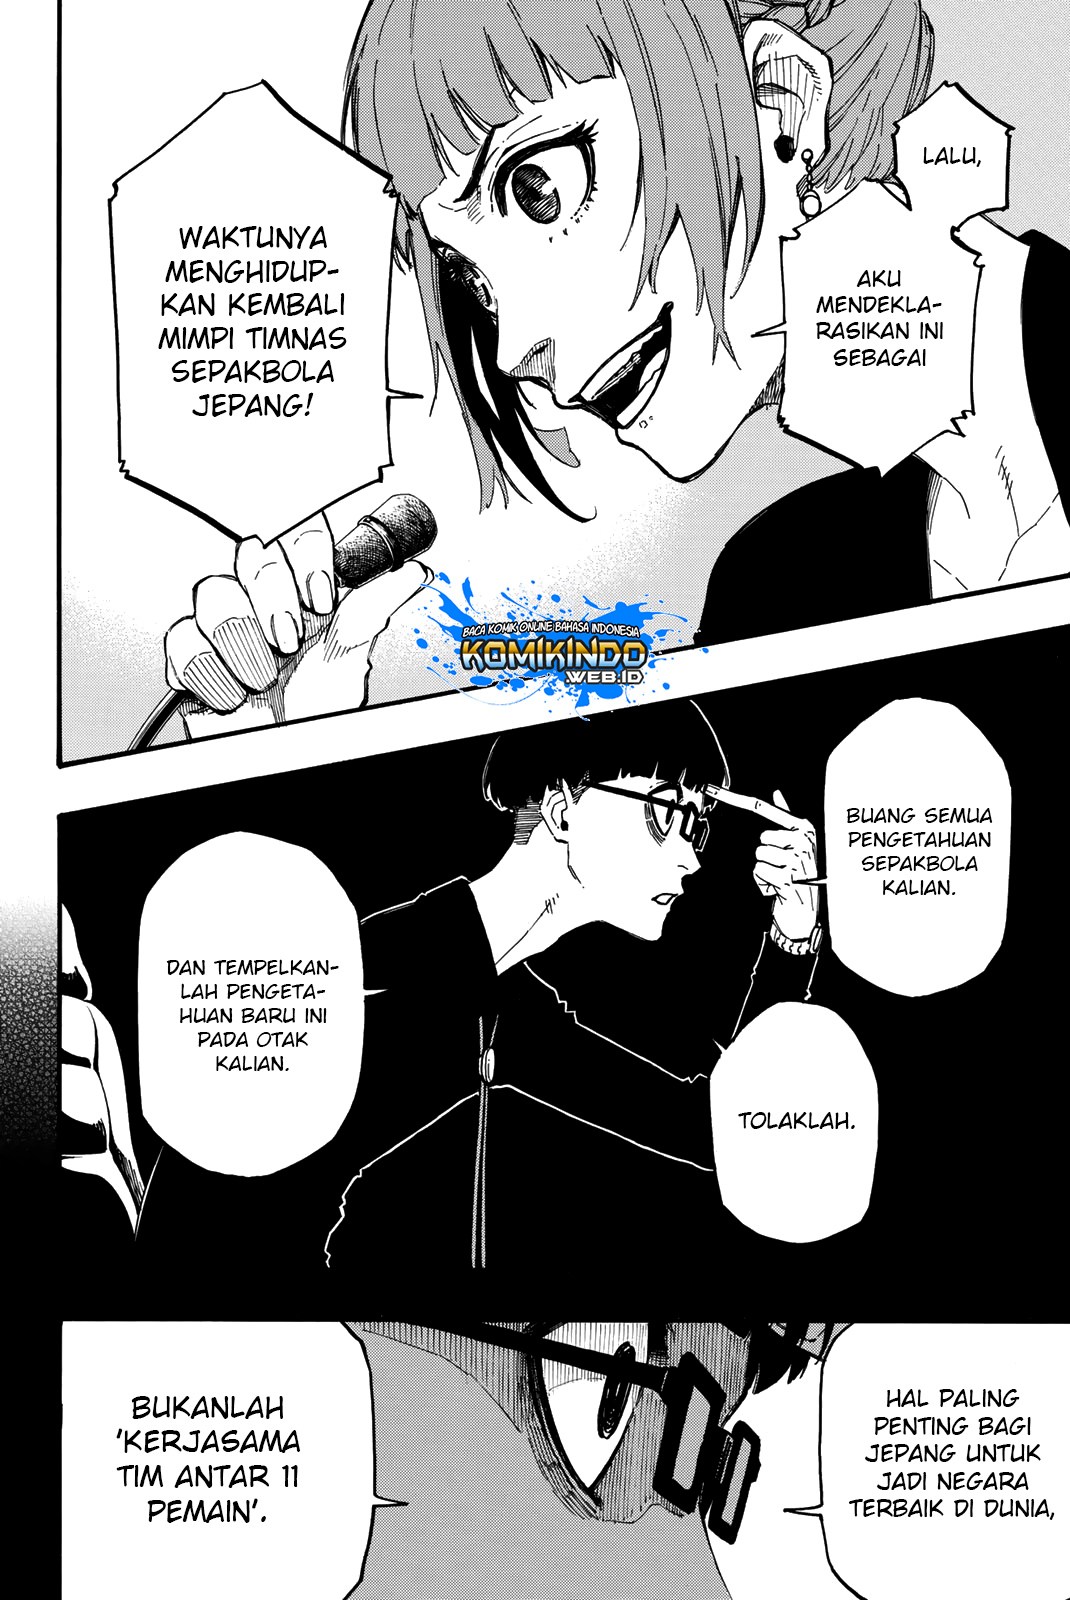 LALU,
AKU
MENDEKLA-
RASIKAN INI
SEBAGAI
WAKTUNYA
MENGHIDUP-
KAN KEMBALI
MIMPI TIMNAS
SEPAKBOLA
JEPANG!
BACA KOMIK ONLINE BAHASA INDONESIA
KOMIKINDO
.WEB.ID
BUANG SEMUA
PENGETAHUAN
SEPAKBOLA
KALIAN.
TOLAKLAH.
DAN TEMPELKAN-
LAH PENGETA-
HUAN BARU INI
PADA OTAK
KALIAN.
HAL PALING
PENTING BAGI
JEPANG UNTUK
JADI NEGARA
TERBAIK DI DUNIA,
BUKANLAH
'KERJASAMA
TIM ANTAR 11
PEMAIN'.